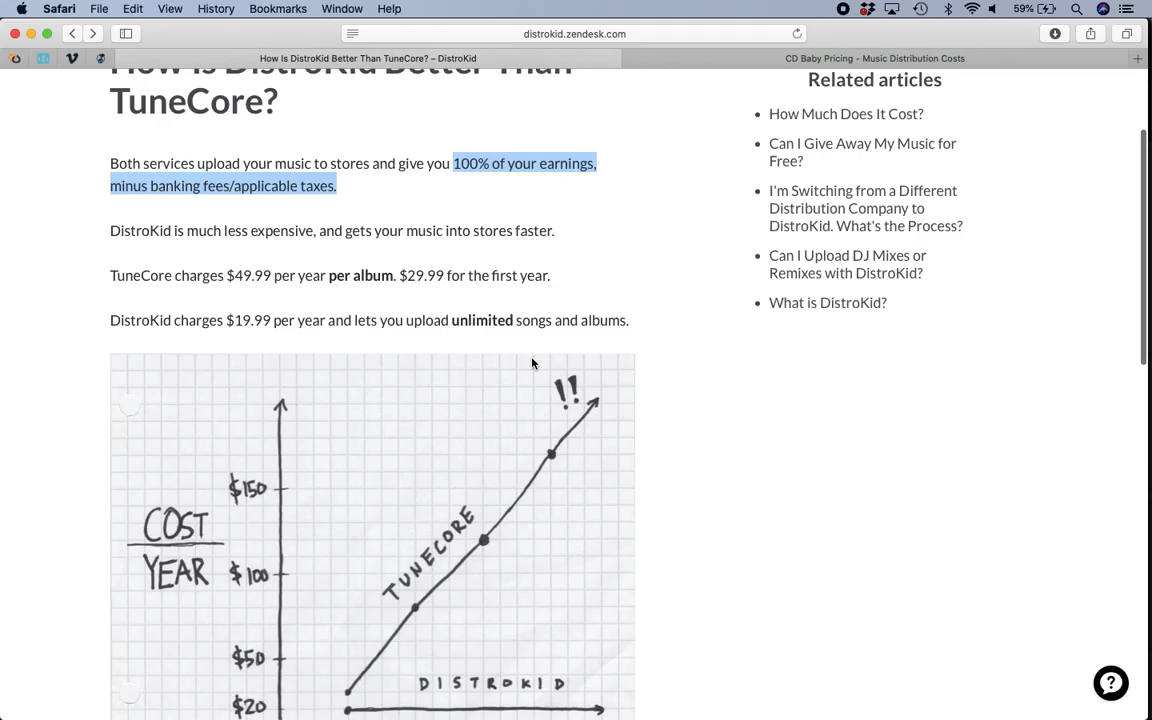 Safari File Edit View History Bookmarks Window Help 59%
distrokid.zendesk.com
How Is DistroKid Better Than TuneCore? – DistroKid
CD Baby Pricing - Music Distribution Costs
How Is DistroKid Better Than
TuneCore?
Both services upload your music to stores and give you 100% of your earnings,
minus banking fees/applicable taxes.
DistroKid is much less expensive, and gets your music into stores faster.
TuneCore charges $49.99 per year per album. $29.99 for the first year.
DistroKid charges $19.99 per year and lets you upload unlimited songs and albums.
!!
$150
COST
YEAR
TUNECORE
$100
$50
DISTROKID
$20
Related articles
How Much Does It Cost?
Can I Give Away My Music for
Free?
I'm Switching from a Different
Distribution Company to
DistroKid. What's the Process?
Can I Upload DJ Mixes or
Remixes with DistroKid?
What is DistroKid?